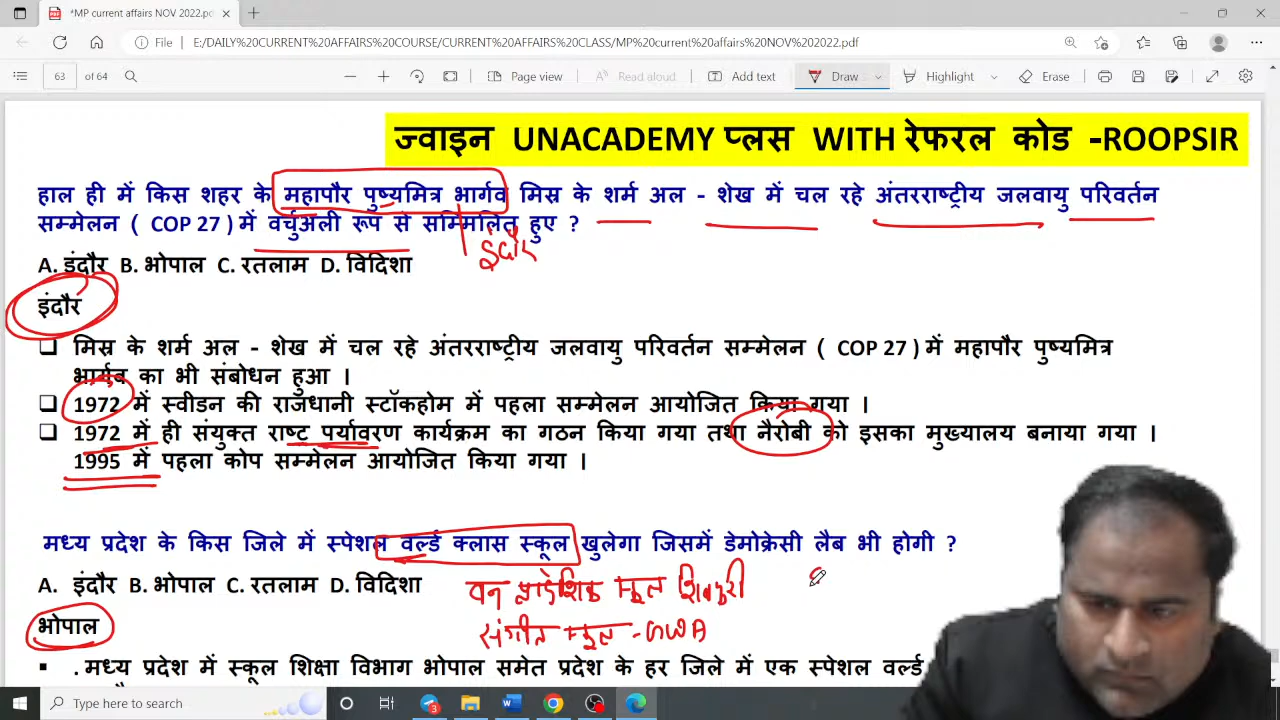 *MP current affairs NOV 2022.pdf
File E:/DAILY%20CURRENT%20AFFAIRS%20COURSE/CURRENT%20AFFAIRS%20CLASS/MP%20current%20affairs%20NOV%202022.pdf
63 of 64 Page view Read aloud Add text Draw Highlight Erase
ज्वाइन UNACADEMY प्लस WITH रेफरल कोड -ROOPSIR
हाल ही में किस शहर के महापौर पुष्यमित्र भार्गव मिस्र के शर्म अल - शेख में चल रहे अंतरराष्ट्रीय जलवायु परिवर्तन
सम्मेलन ( COP 27 ) में वर्चुअली रूप से सम्मिलित हुए ?
इंदौर
A. इंदौर B. भोपाल C. रतलाम D. विदिशा
इंदौर
मिस्र के शर्म अल - शेख में चल रहे अंतरराष्ट्रीय जलवायु परिवर्तन सम्मेलन ( COP 27 ) में महापौर पुष्यमित्र
भार्गव का भी संबोधन हुआ ।
1972 में स्वीडन की राजधानी स्टॉकहोम में पहला सम्मेलन आयोजित किया गया ।
1972 में ही संयुक्त राष्ट पर्यावरण कार्यक्रम का गठन किया गया तथा नैरोबी को इसका मुख्यालय बनाया गया ।
1995 में पहला कोप सम्मेलन आयोजित किया गया ।
मध्य प्रदेश के किस जिले में स्पेशल वर्ल्ड क्लास स्कूल खुलेगा जिसमें डेमोक्रेसी लैब भी होगी ?
A. इंदौर B. भोपाल C. रतलाम D. विदिशा
वन स्कूल शिवपुरी
भोपाल
संगीत स्कूल - GWA
. मध्य प्रदेश में स्कूल शिक्षा विभाग भोपाल समेत प्रदेश के हर जिले में एक स्पेशल वर्ल्ड
Type here to search 3